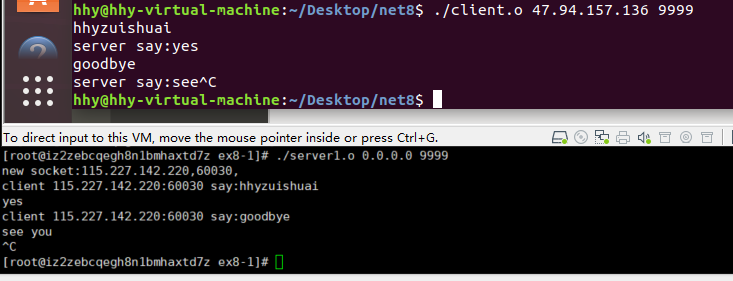 hhy@hhy-virtual-machine:~/Desktop/net8$ ./client.o 47.94.157.136 9999
hhyzuishuai
server say:yes
goodbye
server say:see^C
hhy@hhy-virtual-machine:~/Desktop/net8$
To direct input to this VM, move the mouse pointer inside or press Ctrl+G.
[root@iz2zebcqegh8n1bmhaxtd7z ex8-1]# ./server1.o 0.0.0.0 9999
new socket:115.227.142.220,60030,
client 115.227.142.220:60030 say:hhyzuishuai
yes
client 115.227.142.220:60030 say:goodbye
see you
^C
[root@iz2zebcqegh8n1bmhaxtd7z ex8-1]#